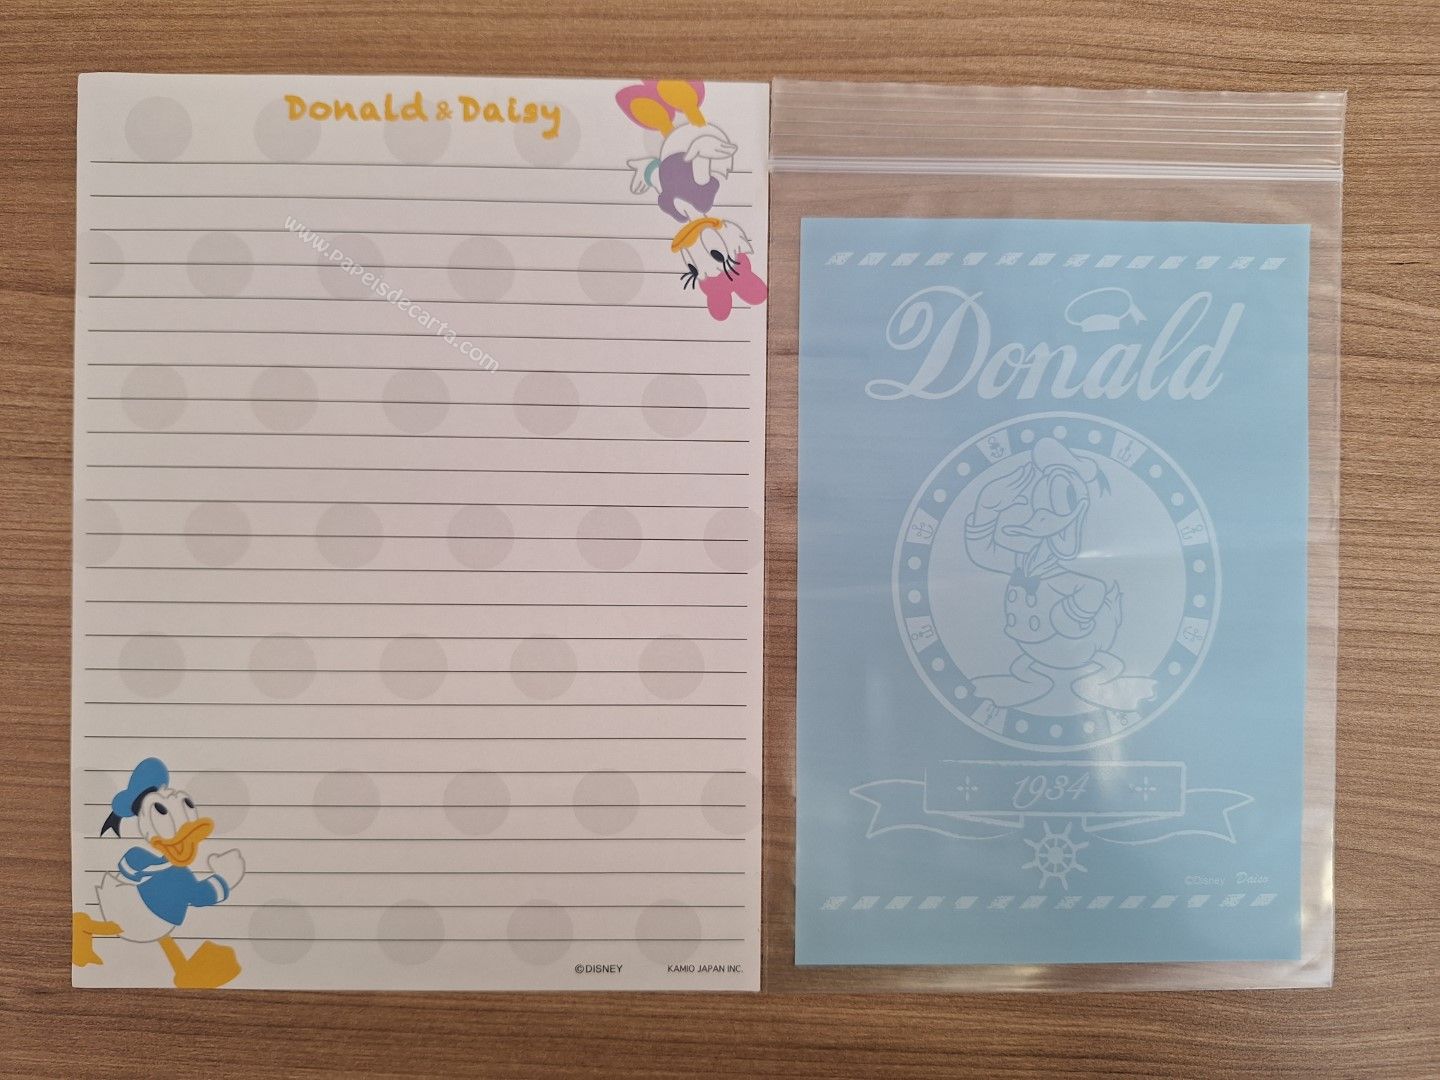 Donald & Daisy
www.papeisdecarta.com
©DISNEY
KAMIO JAPAN INC.
Donald
1934
©Disney Daiso